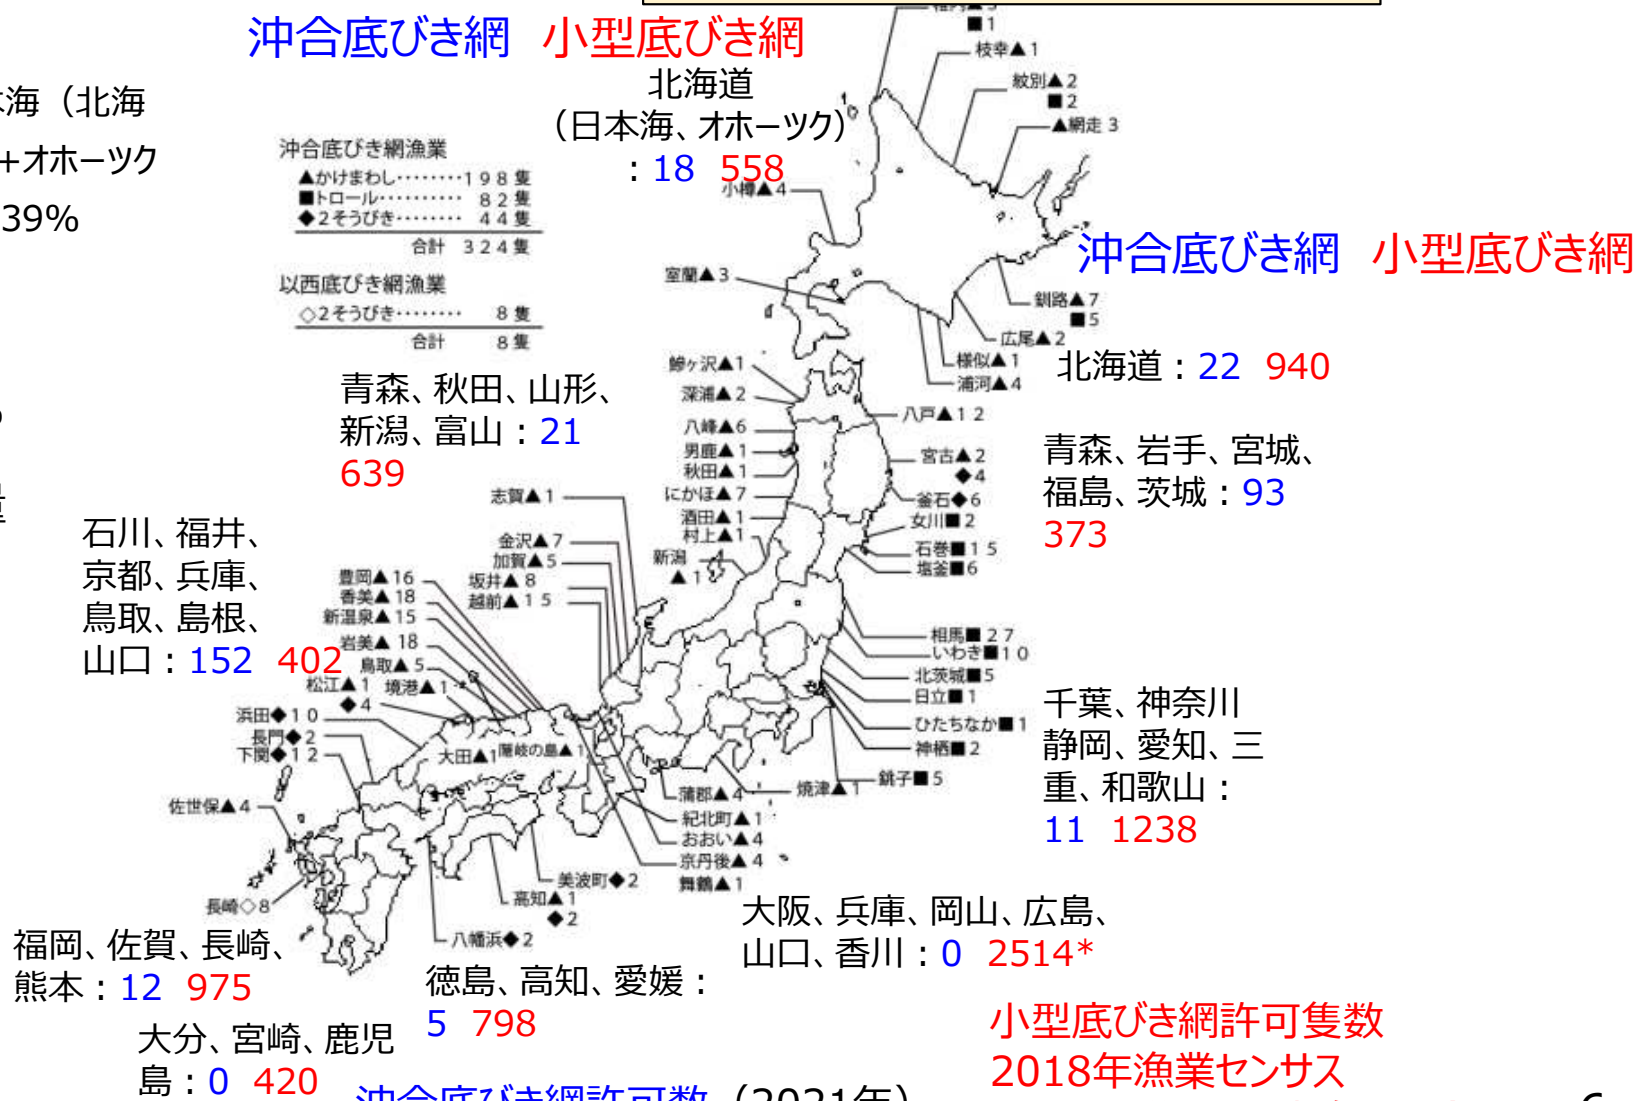 沖合底びき網 小型底びき網
■1
枝幸▲1
紋別▲2
■2
▲網走 3
北海道
（日本海、オホーツク）
：18 558
海（北海
+オホーツク
39%
沖合底びき網漁業
▲かけまわし‥‥‥‥198隻
■トロール‥‥‥‥‥ 82隻
◆2そうびき‥‥‥‥ 44隻
合計 324隻
以西底びき網漁業
◇2そうびき‥‥‥‥ 8隻
合計 8隻
小樽▲4
室蘭▲3
沖合底びき網 小型底びき網
釧路▲7
■5
広尾▲2
様似▲1
浦河▲4
北海道：22 940
青森、秋田、山形、
新潟、富山：21
639
鰺ヶ沢▲1
深浦▲2
八峰▲6
男鹿▲1
秋田▲1
にかほ▲7
酒田▲1
村上▲1
新潟
▲1
八戸▲12
宮古▲2
◆4
釜石◆6
女川■2
石巻■15
塩釜■6
青森、岩手、宮城、
福島、茨城：93
373
石川、福井、
京都、兵庫、
鳥取、島根、
山口：152 402
志賀▲1
金沢▲7
加賀▲5
坂井▲8
越前▲15
豊岡▲16
香美▲18
新温泉▲15
岩美▲18
鳥取▲5
松江▲1
◆4
境港▲1
浜田◆10
長門◆2
下関◆12
大田▲1
隠岐の島▲1
相馬■27
いわき■10
北茨城■5
日立■1
ひたちなか■1
神栖■2
銚子■5
千葉、神奈川
静岡、愛知、三
重、和歌山：
11 1238
佐世保▲4
長崎◇8
蒲郡▲4
焼津▲1
紀北町▲1
おおい▲4
京丹後▲4
舞鶴▲1
美波町◆2
高知▲1
◆2
八幡浜◆2
大阪、兵庫、岡山、広島、
山口、香川：0 2514*
福岡、佐賀、長崎、
熊本：12 975
徳島、高知、愛媛：
5 798
大分、宮崎、鹿児
島：0 420
小型底びき網許可隻数
2018年漁業センサス
沖合底びき網許可数（2021年）